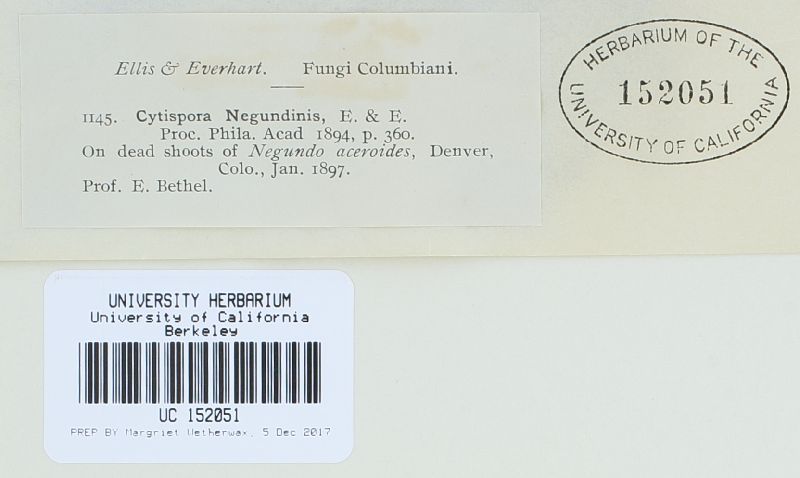 Ellis & Everhart. Fungi Columbiani.
1145. Cytispora Negundinis, E. & E.
Proc. Phila. Acad 1894, p. 360.
On dead shoots of Negundo aceroides, Denver,
Colo., Jan. 1897.
Prof. E. Bethel.
HERBARIUM OF THE
152051
UNIVERSITY OF CALIFORNIA
UNIVERSITY HERBARIUM
University of California
Berkeley
UC 152051
PREP BY Margriet Wetherwax, 5 Dec 2017